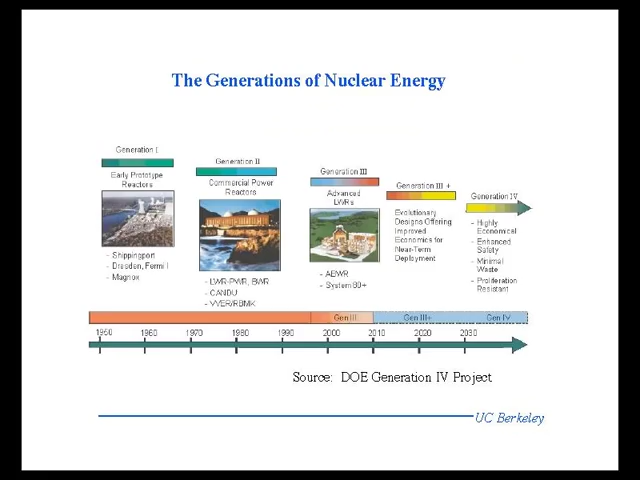 The Generations of Nuclear Energy
Generation I
Early Prototype
Reactors
- Shippingport
- Dresden, Fermi I
- Magnox
Generation II
Commercial Power
Reactors
- LWR-PWR, BWR
- CANDU
- VVER/RBMK
Generation III
Advanced
LWRs
- ABWR
- System 80+
Generation III +
Evolutionary
Designs Offering
Improved
Economics for
Near-Term
Deployment
Generation IV
- Highly
Economical
- Enhanced
Safety
- Minimal
Waste
- Proliferation
Resistant
Gen III Gen III+ Gen IV
1950 1960 1970 1980 1990 2000 2010 2020 2030
Source: DOE Generation IV Project
UC Berkeley